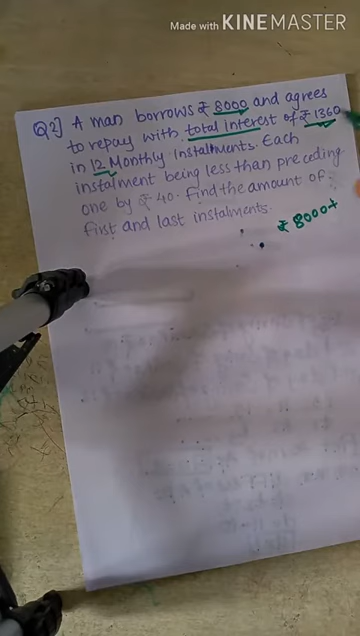 Made with KINEMASTER
Q2] A man borrows ₹ 8000 and agrees
to repay with total interest of ₹ 1360
in 12 Monthly instalments. Each
instalment being less than preceding
one by ₹ 40. Find the amount of
first and last instalments.
₹ 8000+